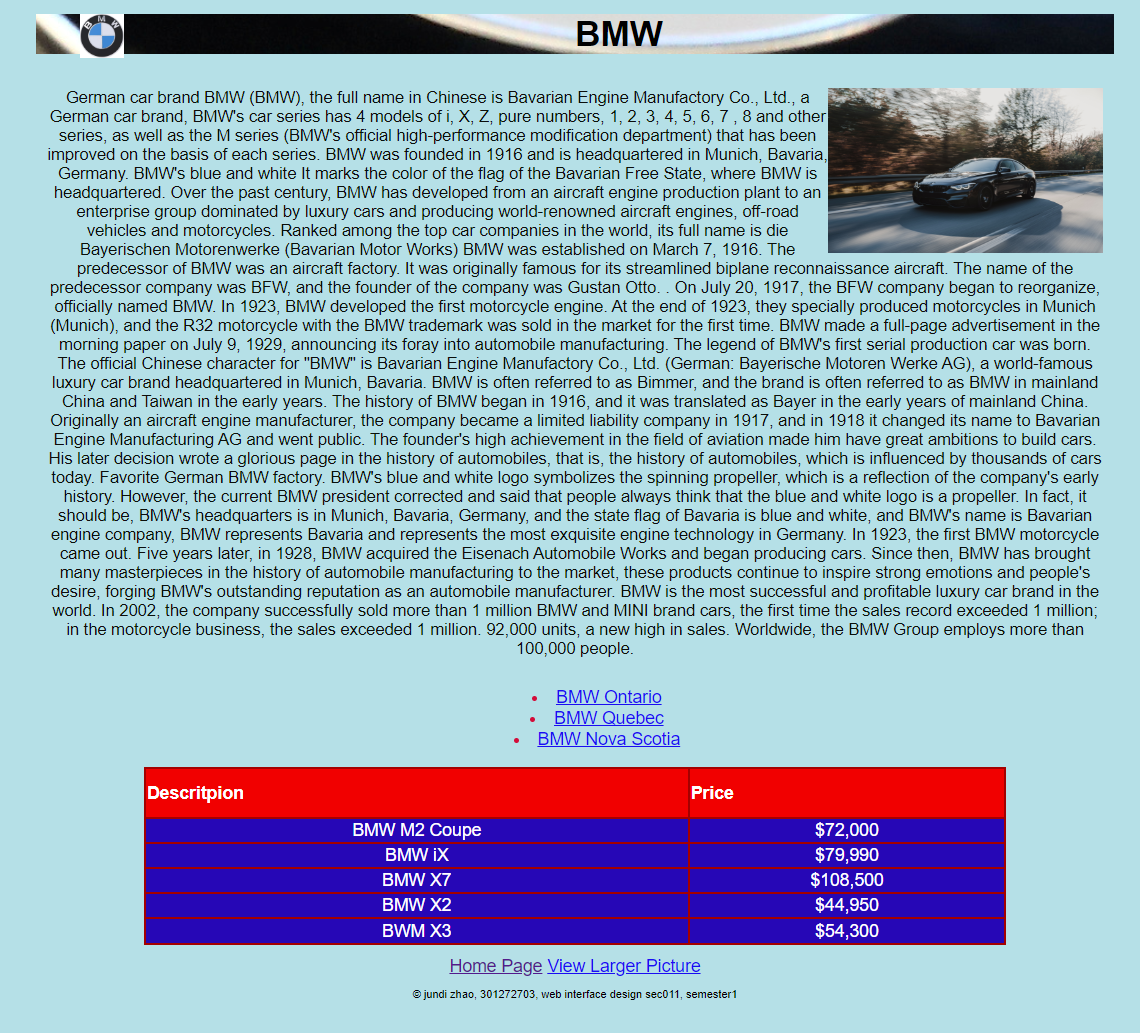 BMW
BMW
German car brand BMW (BMW), the full name in Chinese is Bavarian Engine Manufactory Co., Ltd., a
German car brand, BMW's car series has 4 models of i, X, Z, pure numbers, 1, 2, 3, 4, 5, 6, 7 , 8 and other
series, as well as the M series (BMW's official high-performance modification department) that has been
improved on the basis of each series. BMW was founded in 1916 and is headquartered in Munich, Bavaria,
Germany. BMW's blue and white It marks the color of the flag of the Bavarian Free State, where BMW is
headquartered. Over the past century, BMW has developed from an aircraft engine production plant to an
enterprise group dominated by luxury cars and producing world-renowned aircraft engines, off-road
vehicles and motorcycles. Ranked among the top car companies in the world, its full name is die
Bayerischen Motorenwerke (Bavarian Motor Works) BMW was established on March 7, 1916. The
predecessor of BMW was an aircraft factory. It was originally famous for its streamlined biplane reconnaissance aircraft. The name of the
predecessor company was BFW, and the founder of the company was Gustan Otto. . On July 20, 1917, the BFW company began to reorganize,
officially named BMW. In 1923, BMW developed the first motorcycle engine. At the end of 1923, they specially produced motorcycles in Munich
(Munich), and the R32 motorcycle with the BMW trademark was sold in the market for the first time. BMW made a full-page advertisement in the
morning paper on July 9, 1929, announcing its foray into automobile manufacturing. The legend of BMW's first serial production car was born.
The official Chinese character for "BMW" is Bavarian Engine Manufactory Co., Ltd. (German: Bayerische Motoren Werke AG), a world-famous
luxury car brand headquartered in Munich, Bavaria. BMW is often referred to as Bimmer, and the brand is often referred to as BMW in mainland
China and Taiwan in the early years. The history of BMW began in 1916, and it was translated as Bayer in the early years of mainland China.
Originally an aircraft engine manufacturer, the company became a limited liability company in 1917, and in 1918 it changed its name to Bavarian
Engine Manufacturing AG and went public. The founder's high achievement in the field of aviation made him have great ambitions to build cars.
His later decision wrote a glorious page in the history of automobiles, that is, the history of automobiles, which is influenced by thousands of cars
today. Favorite German BMW factory. BMW's blue and white logo symbolizes the spinning propeller, which is a reflection of the company's early
history. However, the current BMW president corrected and said that people always think that the blue and white logo is a propeller. In fact, it
should be, BMW's headquarters is in Munich, Bavaria, Germany, and the state flag of Bavaria is blue and white, and BMW's name is Bavarian
engine company, BMW represents Bavaria and represents the most exquisite engine technology in Germany. In 1923, the first BMW motorcycle
came out. Five years later, in 1928, BMW acquired the Eisenach Automobile Works and began producing cars. Since then, BMW has brought
many masterpieces in the history of automobile manufacturing to the market, these products continue to inspire strong emotions and people's
desire, forging BMW's outstanding reputation as an automobile manufacturer. BMW is the most successful and profitable luxury car brand in the
world. In 2002, the company successfully sold more than 1 million BMW and MINI brand cars, the first time the sales record exceeded 1 million;
in the motorcycle business, the sales exceeded 1 million. 92,000 units, a new high in sales. Worldwide, the BMW Group employs more than
100,000 people.
• BMW Ontario
• BMW Quebec
• BMW Nova Scotia
Descritpion Price
BMW M2 Coupe $72,000
BMW iX $79,990
BMW X7 $108,500
BMW X2 $44,950
BWM X3 $54,300
Home Page View Larger Picture
© jundi zhao, 301272703, web interface design sec011, semester1